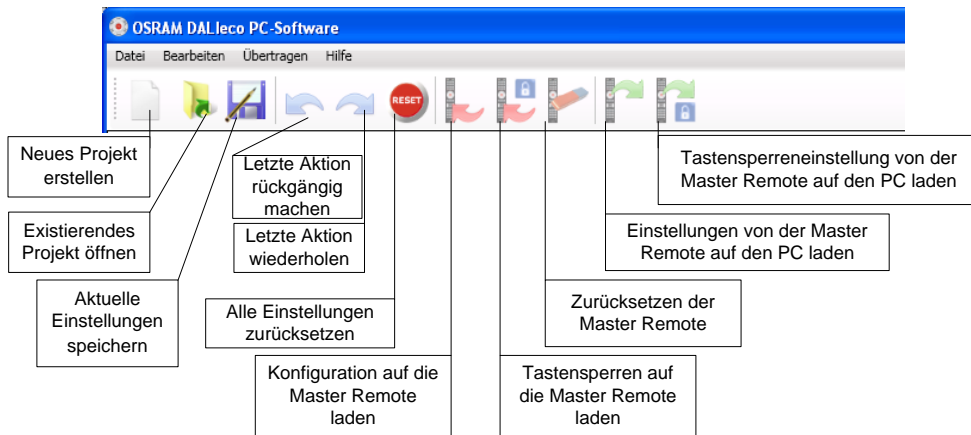 OSRAM DALIeco PC-Software
Datei Bearbeiten Übertragen Hilfe
RESET
Neues Projekt
erstellen
Letzte Aktion
rückgängig
machen
Tastensperreneinstellung von der
Master Remote auf den PC laden
Existierendes
Projekt öffnen
Letzte Aktion
wiederholen
Einstellungen von der Master
Remote auf den PC laden
Aktuelle
Einstellungen
speichern
Alle Einstellungen
zurücksetzen
Zurücksetzen der
Master Remote
Konfiguration auf die
Master Remote
laden
Tastensperren auf
die Master Remote
laden